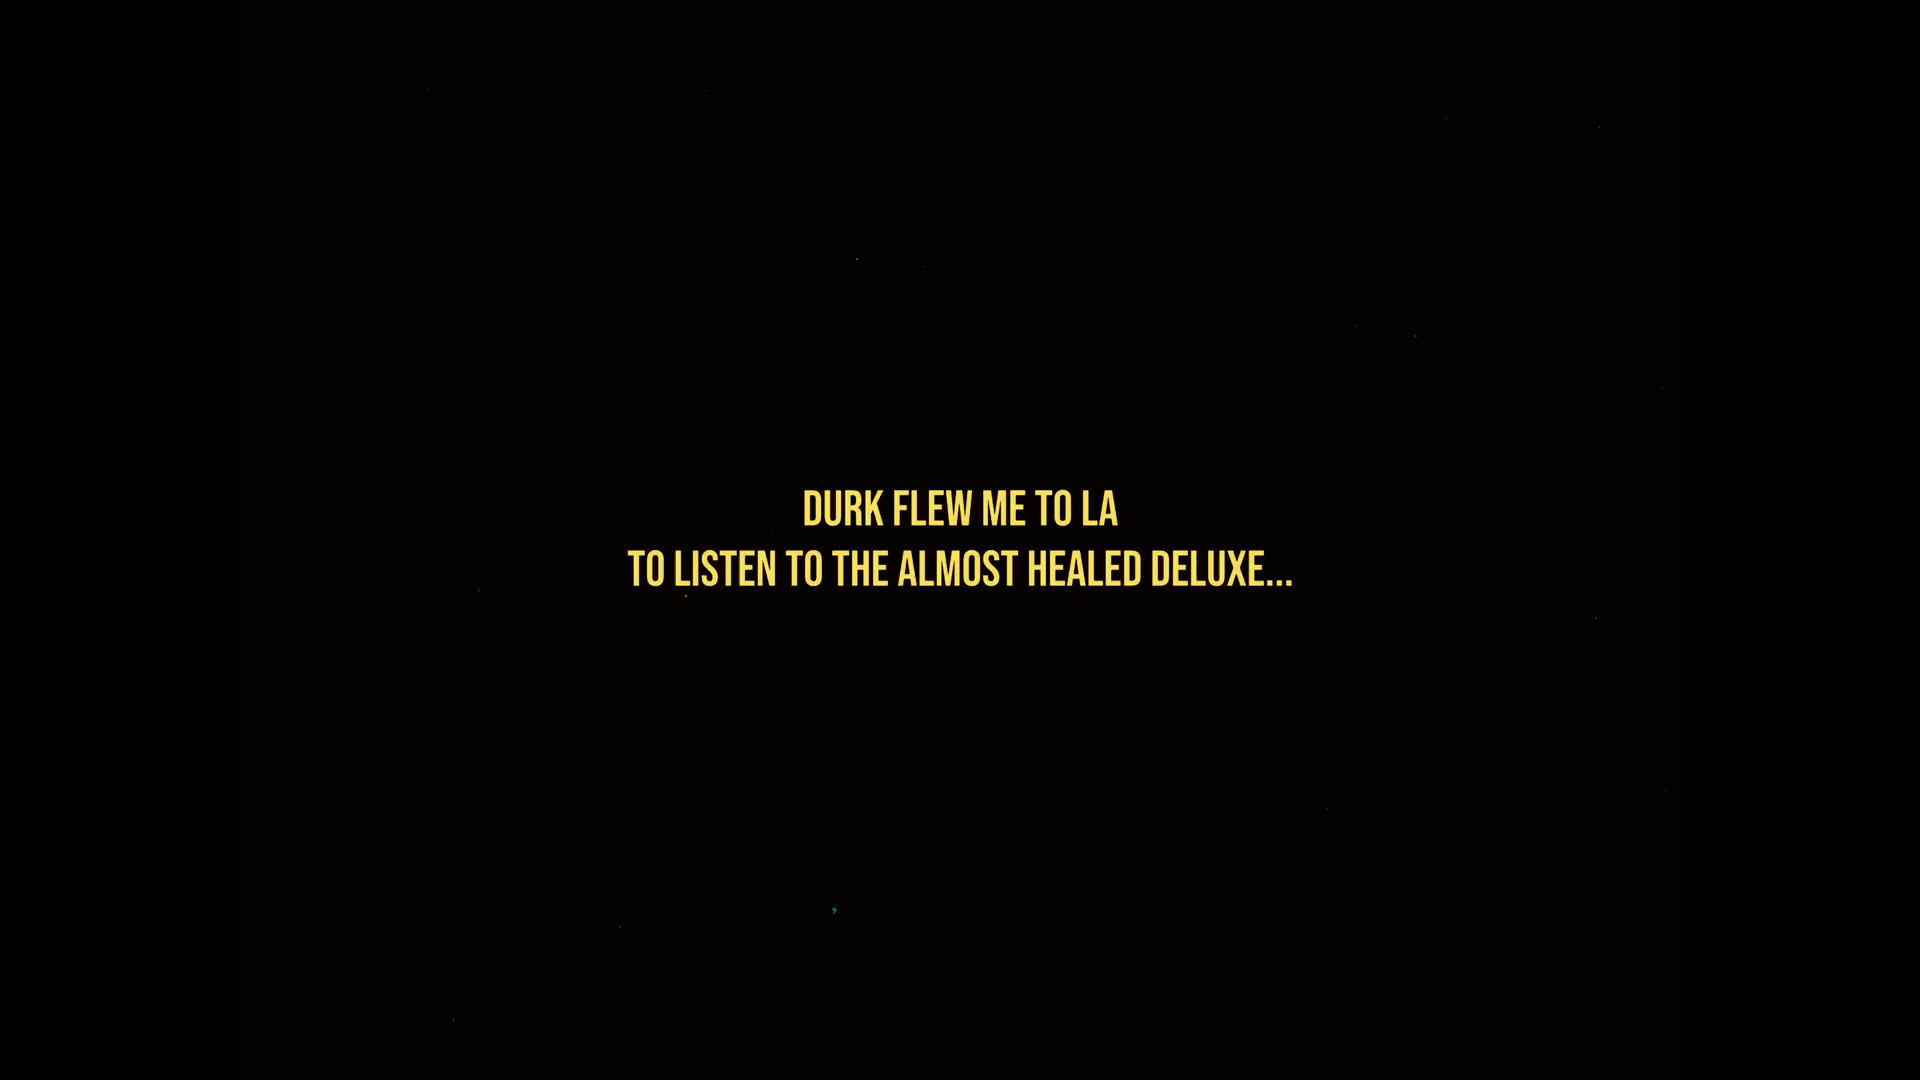 DURK FLEW ME TO LA
TO LISTEN TO THE ALMOST HEALED DELUXE...